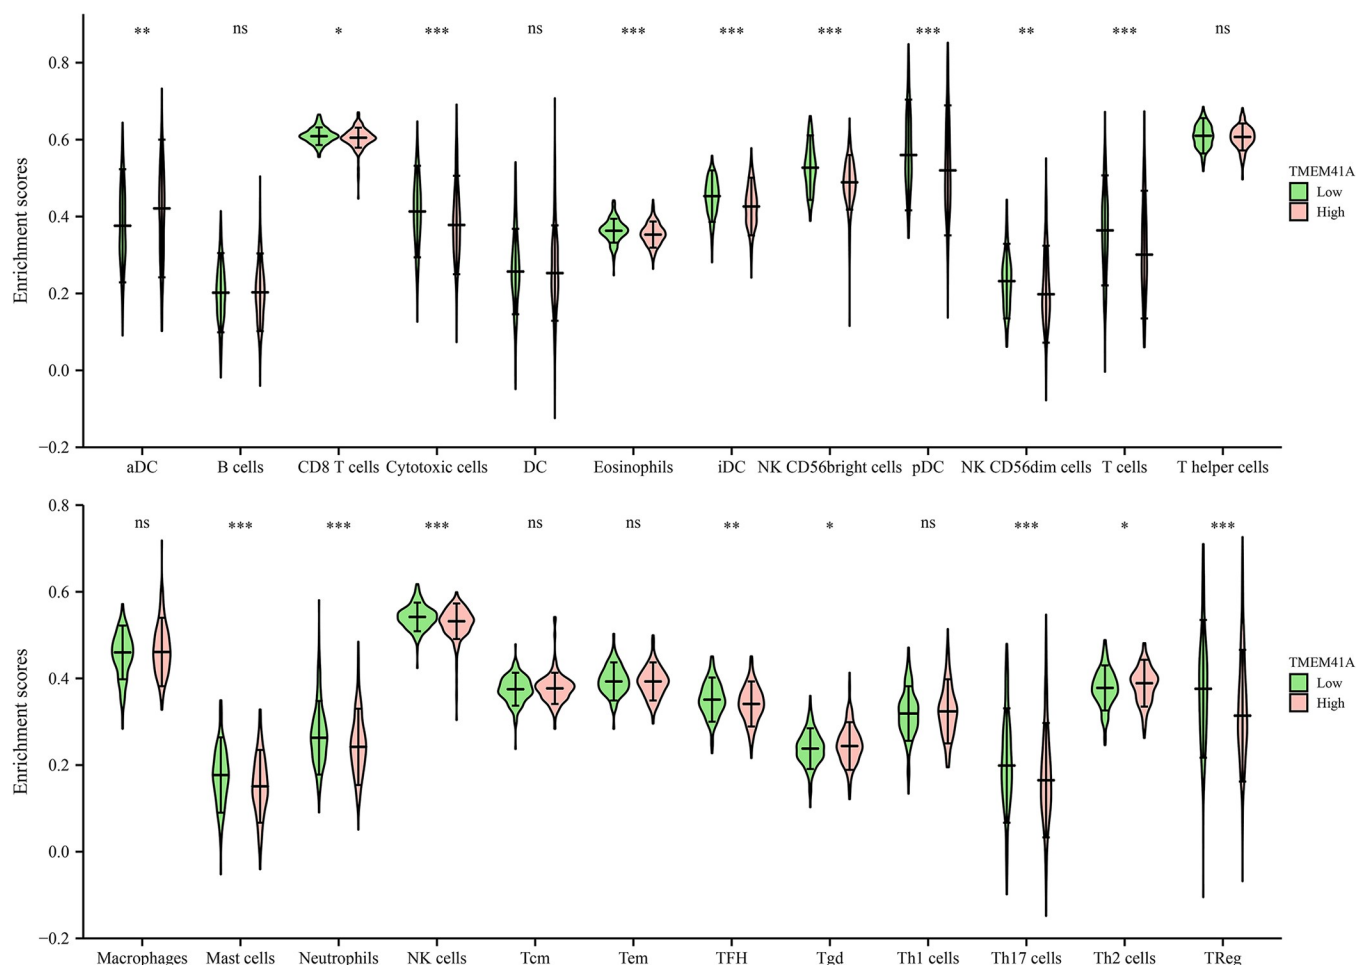 ** ns * *** ns *** *** *** *** ** *** ns
0.8
0.6
0.4
0.2
0.0
−0.2
Enrichment scores
TMEM41A
Low
High
aDC B cells CD8 T cells Cytotoxic cells DC Eosinophils iDC NK CD56bright cells pDC NK CD56dim cells T cells T helper cells
0.8
ns *** *** *** ns ns ** * ns *** * ***
0.6
0.4
0.2
0.0
−0.2
Enrichment scores
TMEM41A
Low
High
Macrophages Mast cells Neutrophils NK cells Tcm Tem TFH Tgd Th1 cells Th17 cells Th2 cells TReg